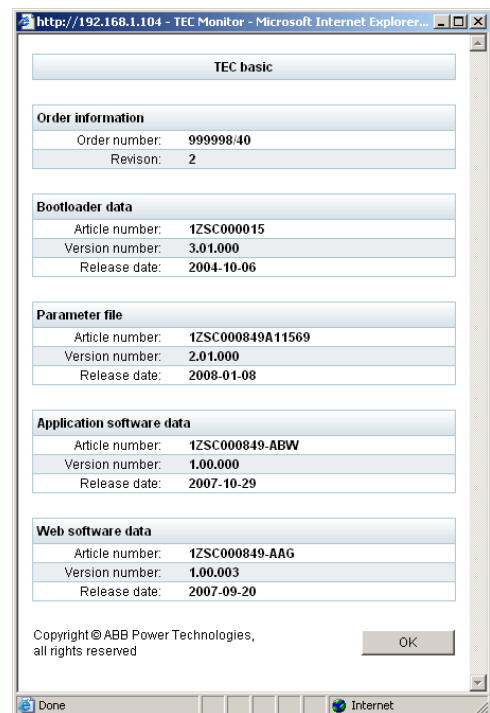 http://192.168.1.104 - TEC Monitor - Microsoft Internet Explorer...
TEC basic
Order information
Order number: 999998/40
Revison: 2
Bootloader data
Article number: 1ZSC000015
Version number: 3.01.000
Release date: 2004-10-06
Parameter file
Article number: 1ZSC000849A11569
Version number: 2.01.000
Release date: 2008-01-08
Application software data
Article number: 1ZSC000849-ABW
Version number: 1.00.000
Release date: 2007-10-29
Web software data
Article number: 1ZSC000849-AAG
Version number: 1.00.003
Release date: 2007-09-20
Copyright © ABB Power Technologies,
all rights reserved
OK
Done Internet